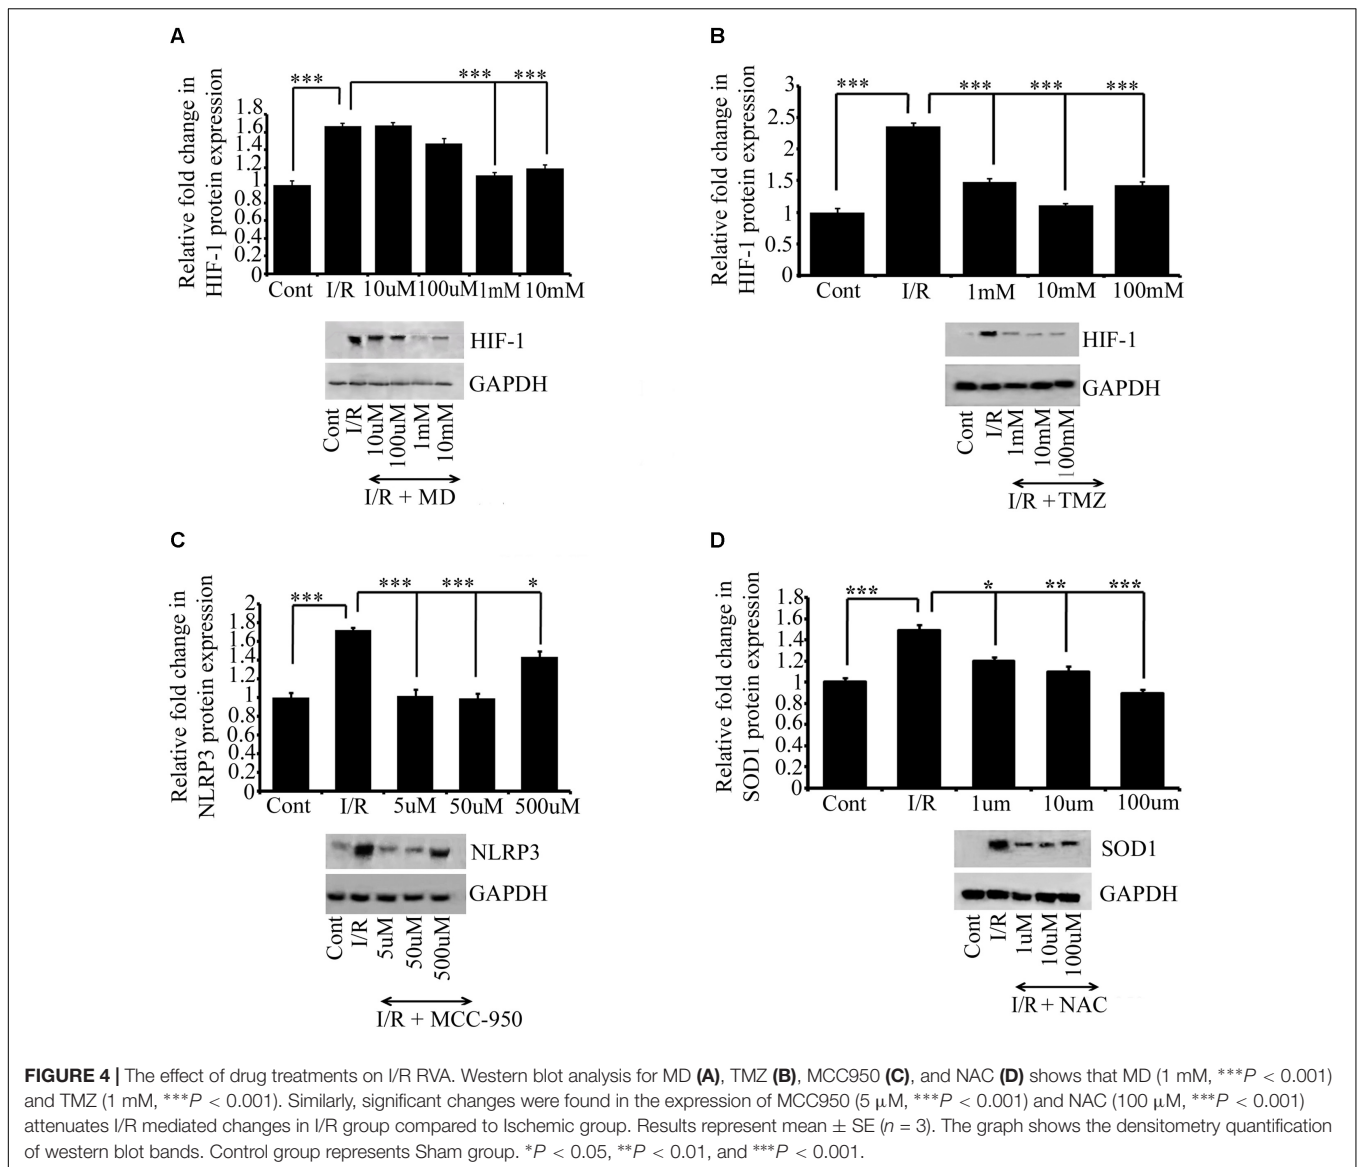 A
Relative fold change in
HIF-1 protein expression
*** *** ***
1.8
1.6
1.4
1.2
1
0.8
0.6
0.4
0.2
0
Cont I/R 10uM 100uM 1mM 10mM
HIF-1
GAPDH
Cont I/R 10uM 100uM 1mM 10mM
I/R + MD
B
Relative fold change in
HIF-1 protein expression
*** *** *** ***
3
2.5
2
1.5
1
0.5
0
Cont I/R 1mM 10mM 100mM
HIF-1
GAPDH
Cont I/R 1mM 10mM 100mM
I/R +TMZ
C
Relative fold change in
NLRP3 protein expression
*** *** *** *
2
1.8
1.6
1.4
1.2
1
0.8
0.6
0.4
0.2
0
Cont I/R 5uM 50uM 500uM
NLRP3
GAPDH
Cont I/R 5uM 50uM 500uM
I/R + MCC-950
D
Relative fold change in
SOD1 protein expression
*** * ** ***
1.8
1.6
1.4
1.2
1
0.8
0.6
0.4
0.2
0
Cont I/R 1um 10um 100um
SOD1
GAPDH
Cont I/R 1uM 10uM 100uM
I/R + NAC
FIGURE 4 | The effect of drug treatments on I/R RVA. Western blot analysis for MD (A), TMZ (B), MCC950 (C), and NAC (D) shows that MD (1 mM, ***P < 0.001)
and TMZ (1 mM, ***P < 0.001). Similarly, significant changes were found in the expression of MCC950 (5 μM, ***P < 0.001) and NAC (100 μM, ***P < 0.001)
attenuates I/R mediated changes in I/R group compared to Ischemic group. Results represent mean ± SE (n = 3). The graph shows the densitometry quantification
of western blot bands. Control group represents Sham group. *P < 0.05, **P < 0.01, and ***P < 0.001.